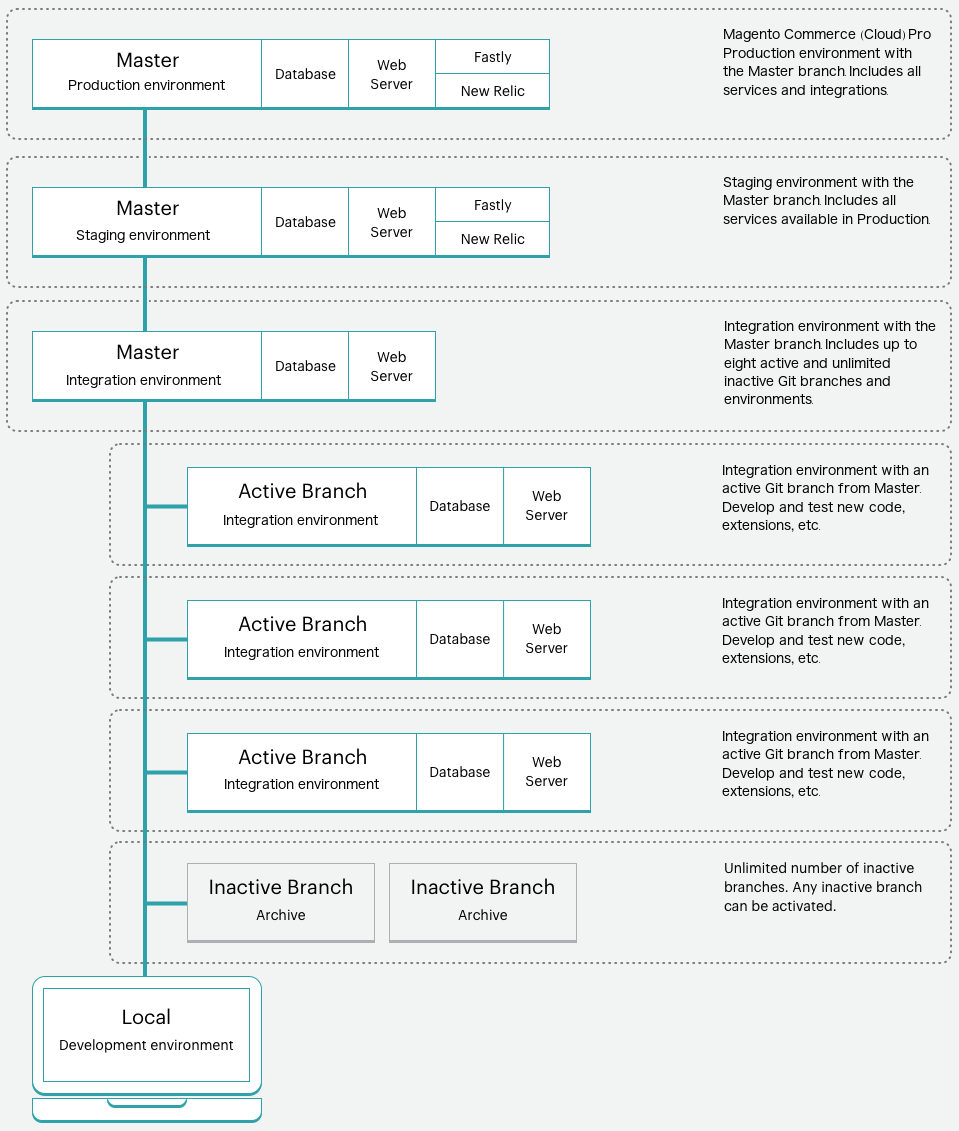 Master
Production environment
Database
Web
Server
Fastly
New Relic
Magento Commerce (Cloud) Pro
Production environment with
the Master branch. Includes all
services and integrations.
Master
Staging environment
Database
Web
Server
Fastly
New Relic
Staging environment with the
Master branch. Includes all
services available in Production.
Master
Integration environment
Database
Web
Server
Integration environment with the
Master branch. Includes up to
eight active and unlimited
inactive Git branches and
environments.
Active Branch
Integration environment
Database
Web
Server
Integration environment with an
active Git branch from Master.
Develop and test new code,
extensions, etc.
Active Branch
Integration environment
Database
Web
Server
Integration environment with an
active Git branch from Master.
Develop and test new code,
extensions, etc.
Active Branch
Integration environment
Database
Web
Server
Integration environment with an
active Git branch from Master.
Develop and test new code,
extensions, etc.
Inactive Branch
Archive
Inactive Branch
Archive
Unlimited number of inactive
branches. Any inactive branch
can be activated.
Local
Development environment